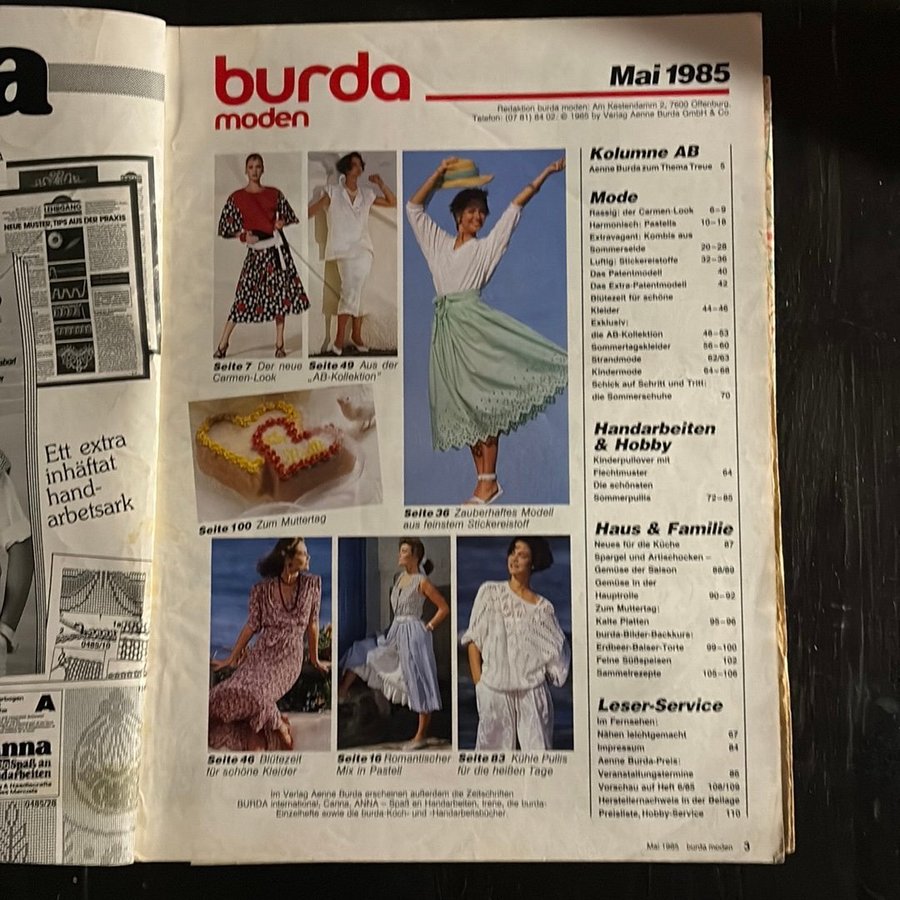 a
LEHRGANG
NEUE MUSTER, TIPS AUS DER PRAXIS
Ett extra
inhäftat
hand-
arbetsark
0485/19
A
nna
Spaß an
darbeiten
0485/28
burda
moden
Mai 1985
Redaktion burda moden: Am Kestendamm 2, 7600 Offenburg.
Telefon: (07 81) 84 02. © 1985 by Verlag Aenne Burda GmbH & Co
Seite 7 Der neue
Carmen-Look
Seite 49 Aus der
„AB-Kollektion"
Seite 100 Zum Muttertag
Seite 36 Zauberhaftes Modell
aus feinstem Stickereistoff
Seite 46 Blütezeit
für schöne Kleider
Seite 16 Romantischer
Mix in Pastell
Seite 83 Kühle Pullis
für die heißen Tage
Im Verlag Aenne Burda erscheinen außerdem die Zeitschriften
BURDA international, Carina, ANNA – Spaß an Handarbeiten, Irene, die burda-
Einzelhefte sowie die burda-Koch- und -Handarbeitsbücher.
Kolumne AB
Aenne Burda zum Thema Treue 5
Mode
Rassig: der Carmen-Look 6–9
Harmonisch: Pastells 10–18
Extravagant: Kombis aus
Sommerseide 20–28
Luftig: Stickereistoffe 32–36
Das Patentmodell 40
Das Extra-Patentmodell 42
Blütezeit für schöne
Kleider 44–46
Exklusiv:
die AB-Kollektion 48–53
Sommertagskleider 56–60
Strandmode 62/63
Kindermode 64–68
Schick auf Schritt und Tritt:
die Sommerschuhe 70
Handarbeiten
& Hobby
Kinderpullover mit
Flechtmuster 64
Die schönsten
Sommerpullis 72–85
Haus & Familie
Neues für die Küche 87
Spargel und Artischocken –
Gemüse der Saison 88/89
Gemüse in der
Hauptrolle 90–92
Zum Muttertag:
Kalte Platten 95–96
burda-Bilder-Backkurs:
Erdbeer-Baiser-Torte 99–100
Feine Süßspeisen 102
Sammelrezepte 105–106
Leser-Service
Im Fernsehen:
Nähen leichtgemacht 67
Impressum 84
Aenne Burda-Preis:
Veranstaltungstermine 86
Vorschau auf Heft 6/85 108/109
Herstellernachweis in der Beilage
Preisliste, Hobby-Service 110
Mai 1985 burda moden 3